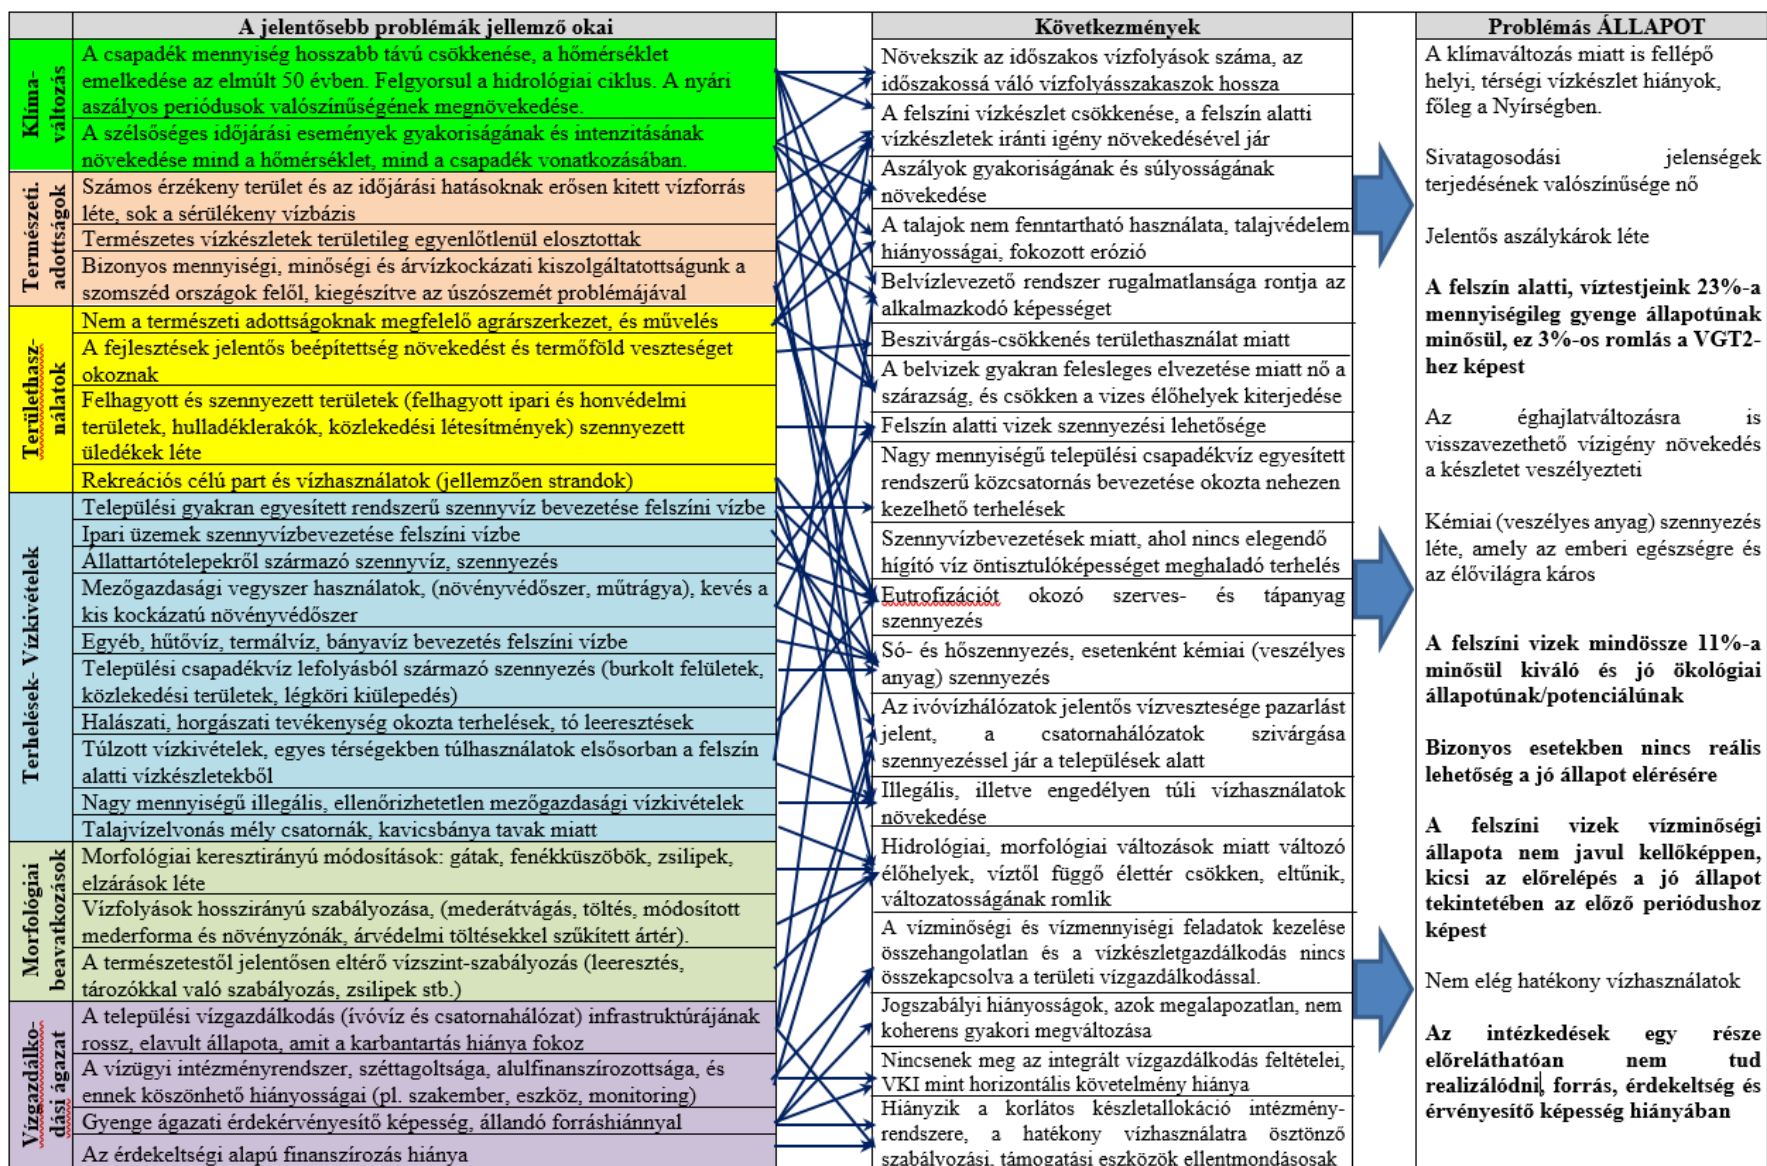 A jelentősebb problémák jellemző okai
Klíma-
változás
A csapadék mennyiség hosszabb távú csökkenése, a hőmérséklet
emelkedése az elmúlt 50 évben. Felgyorsul a hidrológiai ciklus. A nyári
aszályos periódusok valószínűségének megnövekedése.
A szélsőséges időjárási események gyakoriságának és intenzitásának
növekedése mind a hőmérséklet, mind a csapadék vonatkozásában.
Természeti.
adottságok
Számos érzékeny terület és az időjárási hatásoknak erősen kitett vízforrás
léte, sok a sérülékeny vízbázis
Természetes vízkészletek területileg egyenlőtlenül elosztottak
Bizonyos mennyiségi, minőségi és árvízkockázati kiszolgáltatottságunk a
szomszéd országok felől, kiegészítve az úszószemét problémájával
Területhasz-
nálatok
Nem a természeti adottságoknak megfelelő agrárszerkezet, és művelés
A fejlesztések jelentős beépítettség növekedést és termőföld veszteséget
okoznak
Felhagyott és szennyezett területek (felhagyott ipari és honvédelmi
területek, hulladéklerakók, közlekedési létesítmények) szennyezett
üledékek léte
Rekreációs célú part és vízhasználatok (jellemzően strandok)
Terhelések- Vízkivételek
Települési gyakran egyesített rendszerű szennyvíz bevezetése felszíni vízbe
Ipari üzemek szennyvízbevezetése felszíni vízbe
Állattartótelepekről származó szennyvíz, szennyezés
Mezőgazdasági vegyszer használatok, (növényvédőszer, műtrágya), kevés a
kis kockázatú növényvédőszer
Egyéb, hűtővíz, termálvíz, bányavíz bevezetés felszíni vízbe
Települési csapadékvíz lefolyásból származó szennyezés (burkolt felületek,
közlekedési területek, légköri kiülepedés)
Halászati, horgászati tevékenység okozta terhelések, tó leeresztések
Túlzott vízkivételek, egyes térségekben túlhasználatok elsősorban a felszín
alatti vízkészletekből
Nagy mennyiségű illegális, ellenőrizhetetlen mezőgazdasági vízkivételek
Talajvízelvonás mély csatornák, kavicsbánya tavak miatt
Morfológiai
beavatkozások
Morfológiai keresztirányú módosítások: gátak, fenékküszöbök, zsilipek,
elzárások léte
Vízfolyások hosszirányú szabályozása, (mederátvágás, töltés, módosított
mederforma és növényzónák, árvédelmi töltésekkel szűkített ártér).
A természetestől jelentősen eltérő vízszint-szabályozás (leeresztés,
tározókkal való szabályozás, zsilipek stb.)
Vízgazdálko-
dási ágazat
A települési vízgazdálkodás (ívóvíz és csatornahálózat) infrastruktúrájának
rossz, elavult állapota, amit a karbantartás hiánya fokoz
A vízügyi intézményrendszer, széttagoltsága, alulfinanszírozottsága, és
ennek köszönhető hiányosságai (pl. szakember, eszköz, monitoring)
Gyenge ágazati érdekérvényesítő képesség, állandó forráshiánnyal
Az érdekeltségi alapú finanszírozás hiánya
Következmények
Növekszik az időszakos vízfolyások száma, az
időszakossá váló vízfolyásszakaszok hossza
A felszíni vízkészlet csökkenése, a felszín alatti
vízkészletek iránti igény növekedésével jár
Aszályok gyakoriságának és súlyosságának
növekedése
A talajok nem fenntartható használata, talajvédelem
hiányosságai, fokozott erózió
Belvízlevezető rendszer rugalmatlansága rontja az
alkalmazkodó képességet
Beszivárgás-csökkenés területhasználat miatt
A belvizek gyakran felesleges elvezetése miatt nő a
szárazság, és csökken a vizes élőhelyek kiterjedése
Felszín alatti vizek szennyezési lehetősége
Nagy mennyiségű települési csapadékvíz egyesített
rendszerű közcsatornás bevezetése okozta nehezen
kezelhető terhelések
Szennyvízbevezetések miatt, ahol nincs elegendő
hígító víz öntisztulóképességet meghaladó terhelés
Eutrofizációt okozó szerves- és tápanyag
szennyezés
Só- és hőszennyezés, esetenként kémiai (veszélyes
anyag) szennyezés
Az ivóvízhálózatok jelentős vízvesztesége pazarlást
jelent, a csatornahálózatok szivárgása
szennyezéssel jár a települések alatt
Illegális, illetve engedélyen túli vízhasználatok
növekedése
Hidrológiai, morfológiai változások miatt változó
élőhelyek, víztől függő élettér csökken, eltűnik,
változatosságának romlik
A vízminőségi és vízmennyiségi feladatok kezelése
összehangolatlan és a vízkészletgazdálkodás nincs
összekapcsolva a területi vízgazdálkodással.
Jogszabályi hiányosságok, azok megalapozatlan, nem
koherens gyakori megváltozása
Nincsenek meg az integrált vízgazdálkodás feltételei,
VKI mint horizontális követelmény hiánya
Hiányzik a korlátos készletallokáció intézmény-
rendszere, a hatékony vízhasználatra ösztönző
szabályozási, támogatási eszközök ellentmondásosak
Problémás ÁLLAPOT
A klímaváltozás miatt is fellépő
helyi, térségi vízkészlet hiányok,
főleg a Nyírségben.
Sivatagosodási jelenségek
terjedésének valószínűsége nő
Jelentős aszálykárok léte
A felszín alatti, víztestjeink 23%-a
mennyiségileg gyenge állapotúnak
minősül, ez 3%-os romlás a VGT2-
hez képest
Az éghajlatváltozásra is
visszavezethető vízigény növekedés
a készletet veszélyezteti
Kémiai (veszélyes anyag) szennyezés
léte, amely az emberi egészségre és
az élővilágra káros
A felszíni vizek mindössze 11%-a
minősül kiváló és jó ökológiai
állapotúnak/potenciálúnak
Bizonyos esetekben nincs reális
lehetőség a jó állapot elérésére
A felszíni vizek vízminőségi
állapota nem javul kellőképpen,
kicsi az előrelépés a jó állapot
tekintetében az előző periódushoz
képest
Nem elég hatékony vízhasználatok
Az intézkedések egy része
előreláthatóan nem tud
realizálódni, forrás, érdekeltség és
érvényesítő képesség hiányában